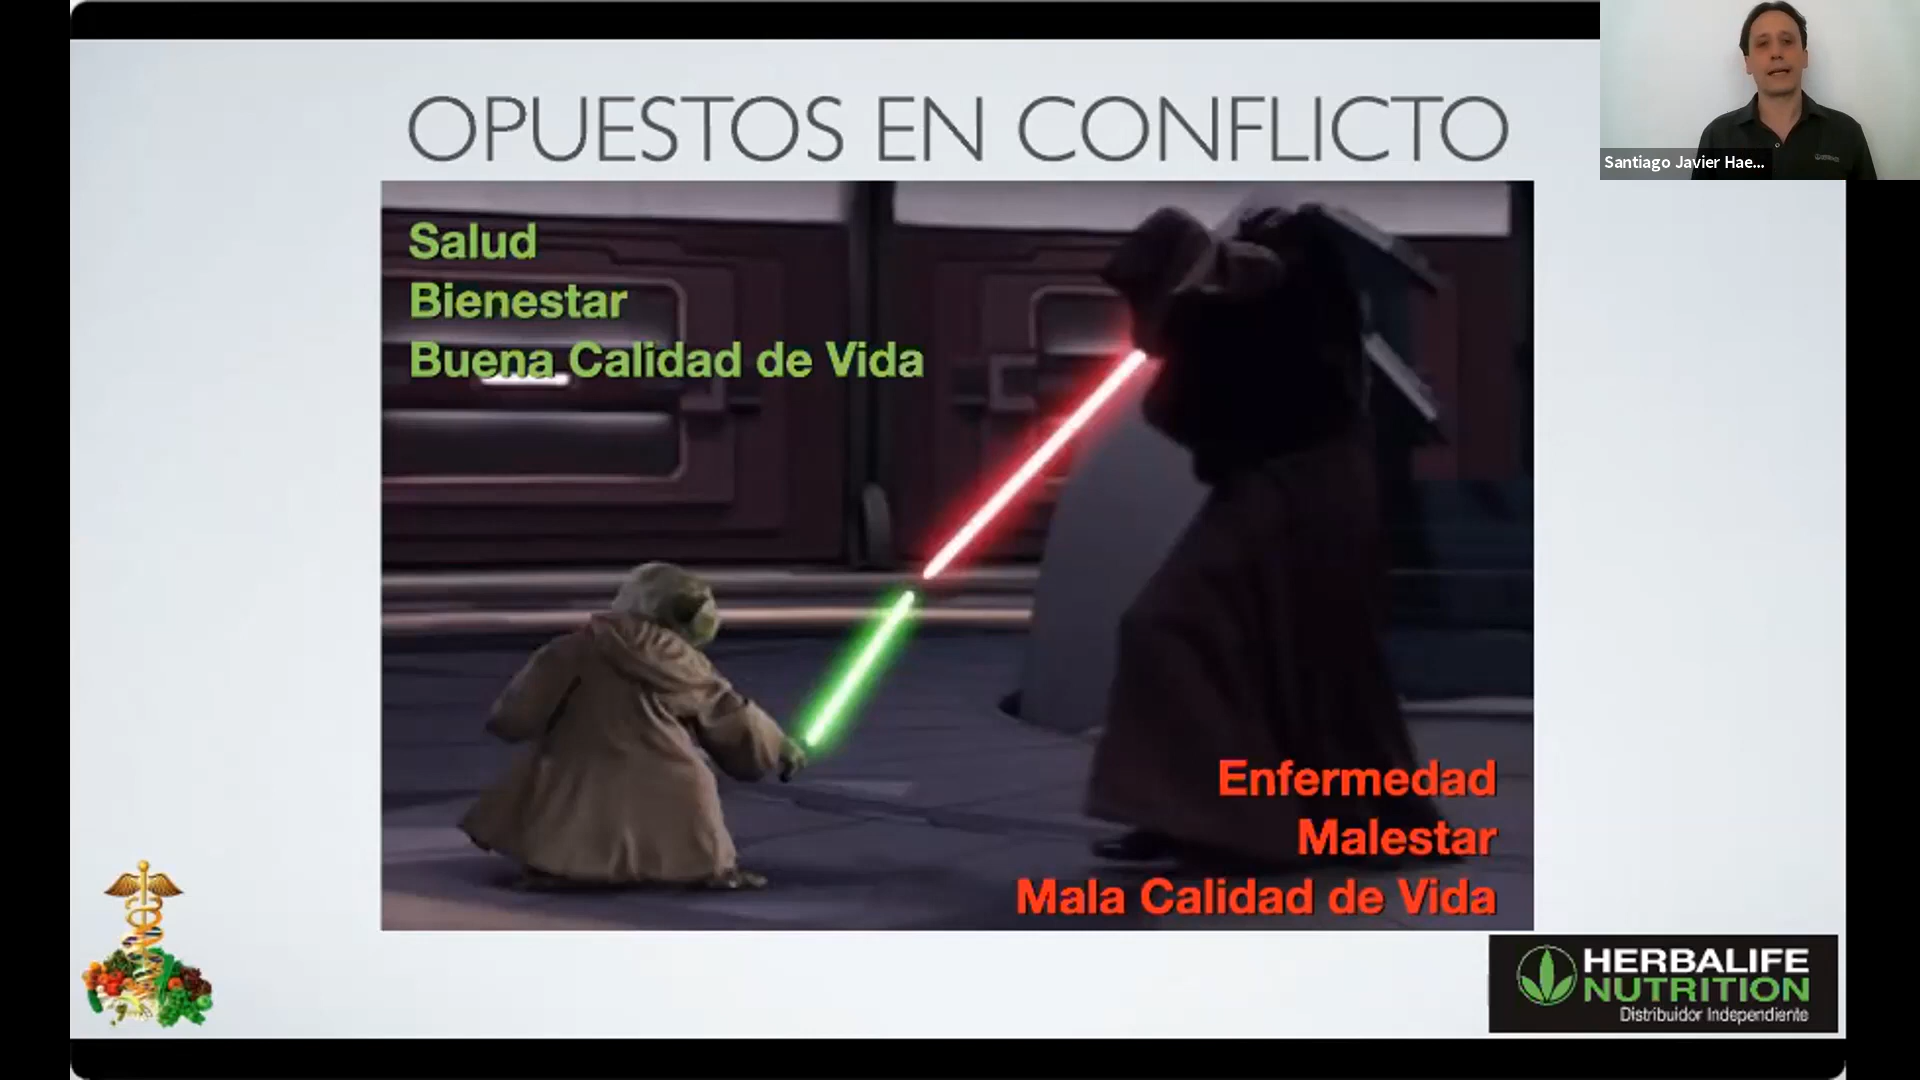 OPUESTOS EN CONFLICTO
Santiago Javier Hae...
Salud
Bienestar
Buena Calidad de Vida
Enfermedad
Malestar
Mala Calidad de Vida
HERBALIFE
NUTRITION
Distribuidor Independiente